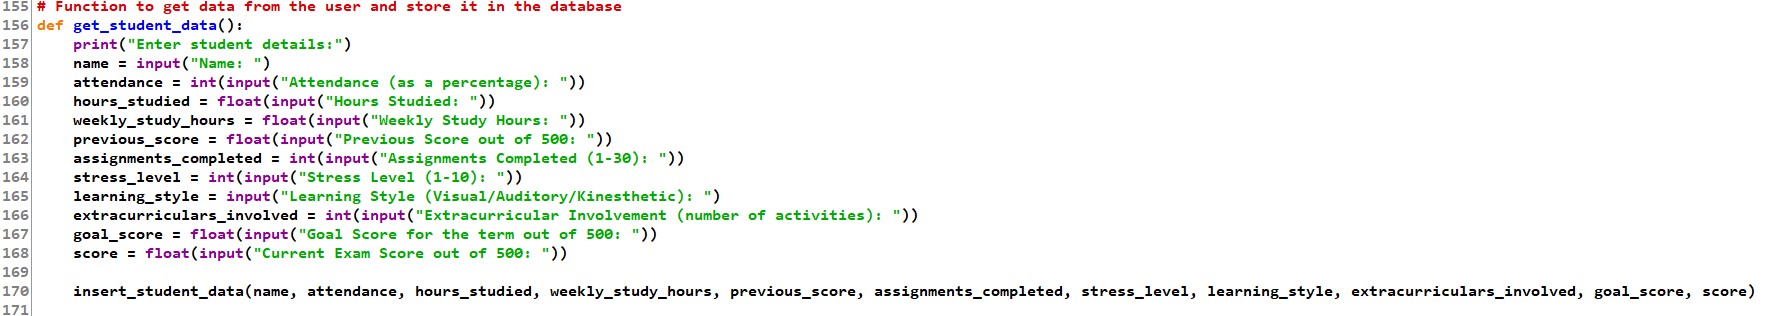 155 # Function to get data from the user and store it in the database
156 def get_student_data():
157     print("Enter student details:")
158     name = input("Name: ")
159     attendance = int(input("Attendance (as a percentage): "))
160     hours_studied = float(input("Hours Studied: "))
161     weekly_study_hours = float(input("Weekly Study Hours: "))
162     previous_score = float(input("Previous Score out of 500: "))
163     assignments_completed = int(input("Assignments Completed (1-30): "))
164     stress_level = int(input("Stress Level (1-10): "))
165     learning_style = input("Learning Style (Visual/Auditory/Kinesthetic): ")
166     extracurriculars_involved = int(input("Extracurricular Involvement (number of activities): "))
167     goal_score = float(input("Goal Score for the term out of 500: "))
168     score = float(input("Current Exam Score out of 500: "))
169
170     insert_student_data(name, attendance, hours_studied, weekly_study_hours, previous_score, assignments_completed, stress_level, learning_style, extracurriculars_involved, goal_score, score)
171